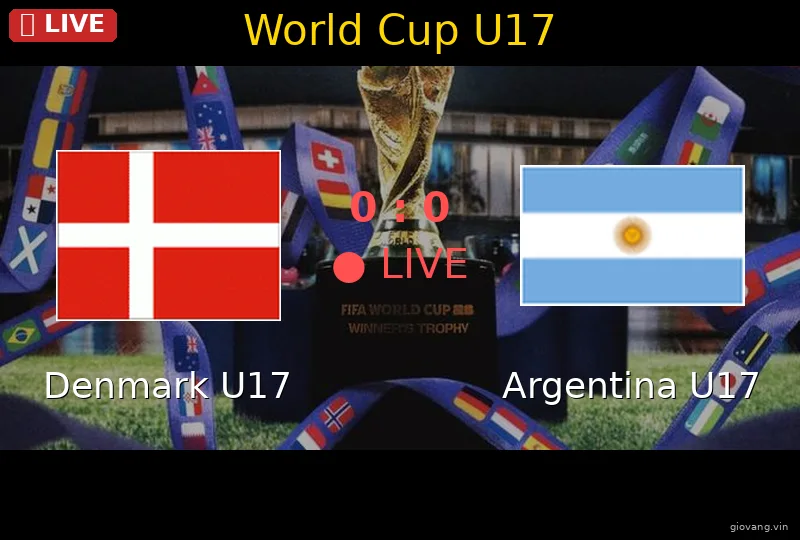 LIVE
World Cup U17
0 : 0
LIVE
FIFA WORLD CUP
WINNER'S TROPHY
Denmark U17
Argentina U17
giovang.vin